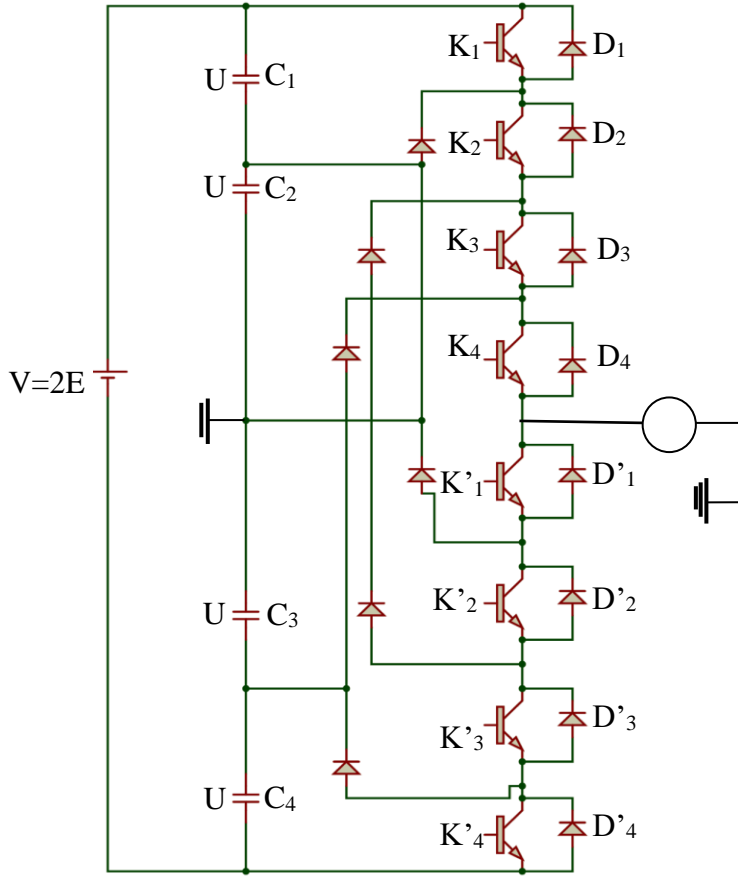 K₁
D₁
U
C₁
K₂
D₂
U
C₂
K₃
D₃
K₄
D₄
V=2E
K'₁
D'₁
K'₂
D'₂
U
C₃
K'₃
D'₃
U
C₄
K'₄
D'₄